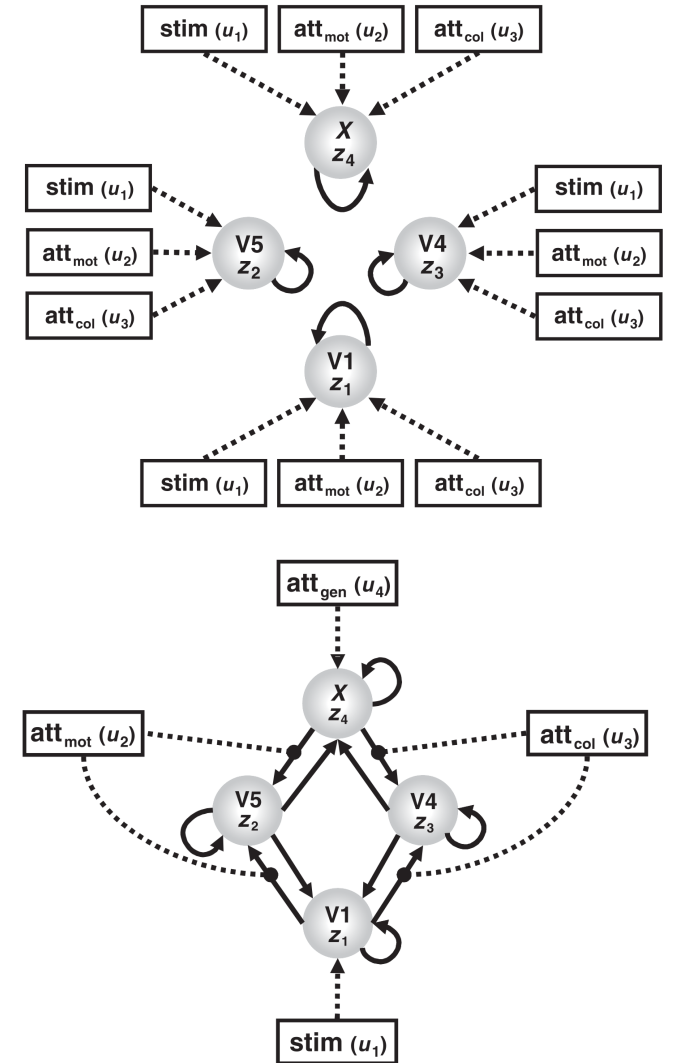 stim (u₁) att_mot (u₂) att_col (u₃)
X
z₄
stim (u₁) stim (u₁)
V5 V4
z₂ z₃
att_mot (u₂) att_mot (u₂)
att_col (u₃) att_col (u₃)
V1
z₁
stim (u₁) att_mot (u₂) att_col (u₃)
att_gen (u₄)
X
z₄
att_mot (u₂) att_col (u₃)
V5 V4
z₂ z₃
V1
z₁
stim (u₁)